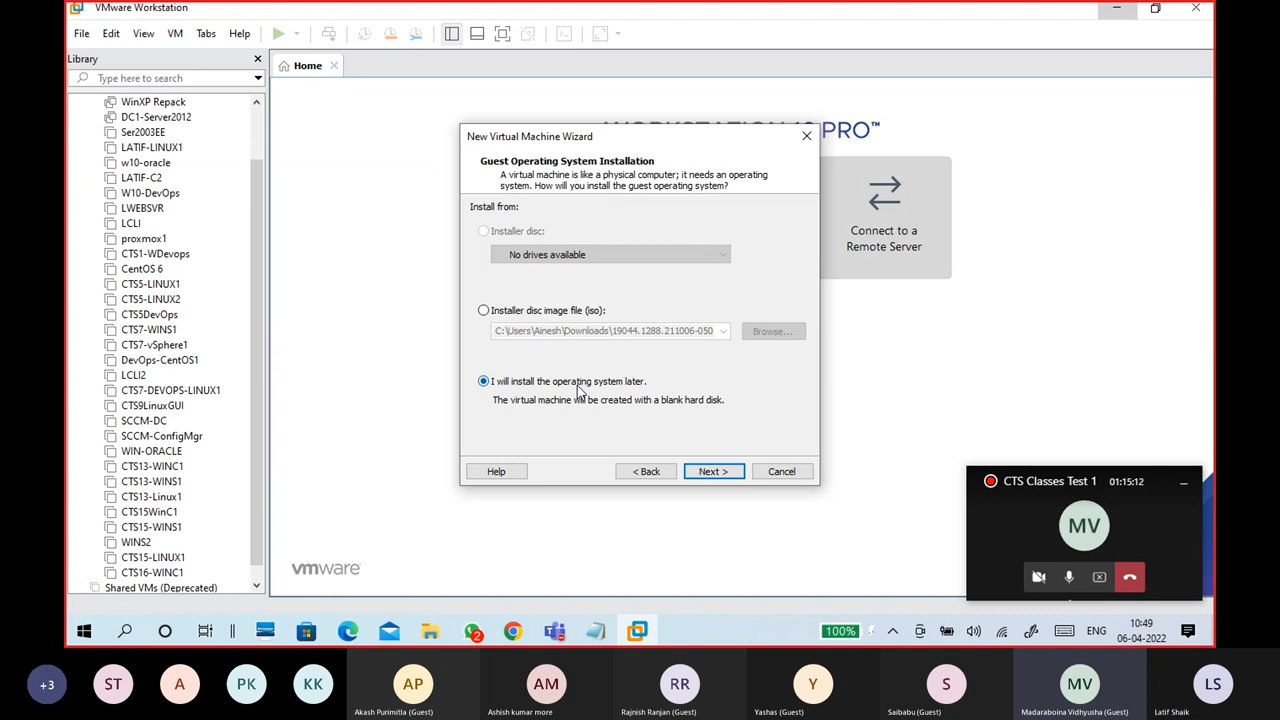 VMware Workstation
File Edit View VM Tabs Help
Library
Type here to search
Home
WinXP Repack
DC1-Server2012
Ser2003EE
LATIF-LINUX1
w10-oracle
LATIF-C2
W10-DevOps
LWEBSVR
LCLI
proxmox1
CTS1-WDevops
CentOS 6
CTS5-LINUX1
CTS5-LINUX2
CTS5DevOps
CTS7-WINS1
CTS7-vSphere1
DevOps-CentOS1
LCLI2
CTS7-DEVOPS-LINUX1
CTS9LinuxGUI
SCCM-DC
SCCM-ConfigMgr
WIN-ORACLE
CTS13-WINC1
CTS13-WINS1
CTS13-Linux1
CTS15WinC1
CTS15-WINS1
WINS2
CTS15-LINUX1
CTS16-WINC1
Shared VMs (Deprecated)
PRO™
New Virtual Machine Wizard
Guest Operating System Installation
A virtual machine is like a physical computer; it needs an operating
system. How will you install the guest operating system?
Install from:
Installer disc:
No drives available
Installer disc image file (iso):
C:\Users\Ainesh\Downloads\19044.1288.211006-050
Browse...
I will install the operating system later.
The virtual machine will be created with a blank hard disk.
Help
< Back
Next >
Cancel
Connect to a
Remote Server
vmware
CTS Classes Test 1 01:15:12
MV
2
100%
ENG
10:49
06-04-2022
+3 ST A PK KK AP AM RR Y S MV LS
Akash Purimitla (Guest) Ashish kumar more Rajnish Ranjan (Guest) Yashas (Guest) Saibabu (Guest) Madaraboina Vidhyusha (Guest) Latif Shaik